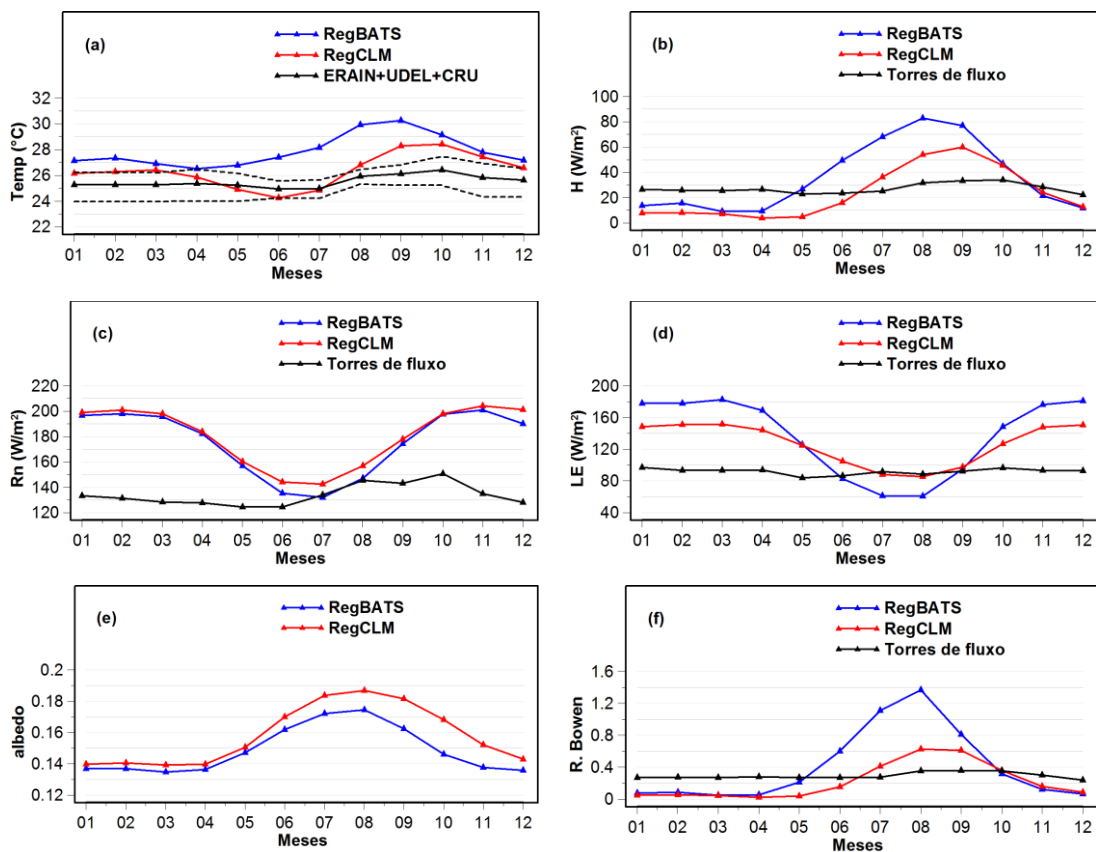 (a)
RegBATS
RegCLM
ERAIN+UDEL+CRU
Temp (°C)
32
30
28
26
24
22
01 02 03 04 05 06 07 08 09 10 11 12
Meses
(b)
RegBATS
RegCLM
Torres de fluxo
H (W/m²)
100
80
60
40
20
0
01 02 03 04 05 06 07 08 09 10 11 12
Meses
(c)
RegBATS
RegCLM
Torres de fluxo
Rn (W/m²)
220
200
180
160
140
120
01 02 03 04 05 06 07 08 09 10 11 12
Meses
(d)
RegBATS
RegCLM
Torres de fluxo
LE (W/m²)
200
160
120
80
40
01 02 03 04 05 06 07 08 09 10 11 12
Meses
(e)
RegBATS
RegCLM
albedo
0.2
0.18
0.16
0.14
0.12
01 02 03 04 05 06 07 08 09 10 11 12
Meses
(f)
RegBATS
RegCLM
Torres de fluxo
R. Bowen
1.6
1.2
0.8
0.4
0
01 02 03 04 05 06 07 08 09 10 11 12
Meses